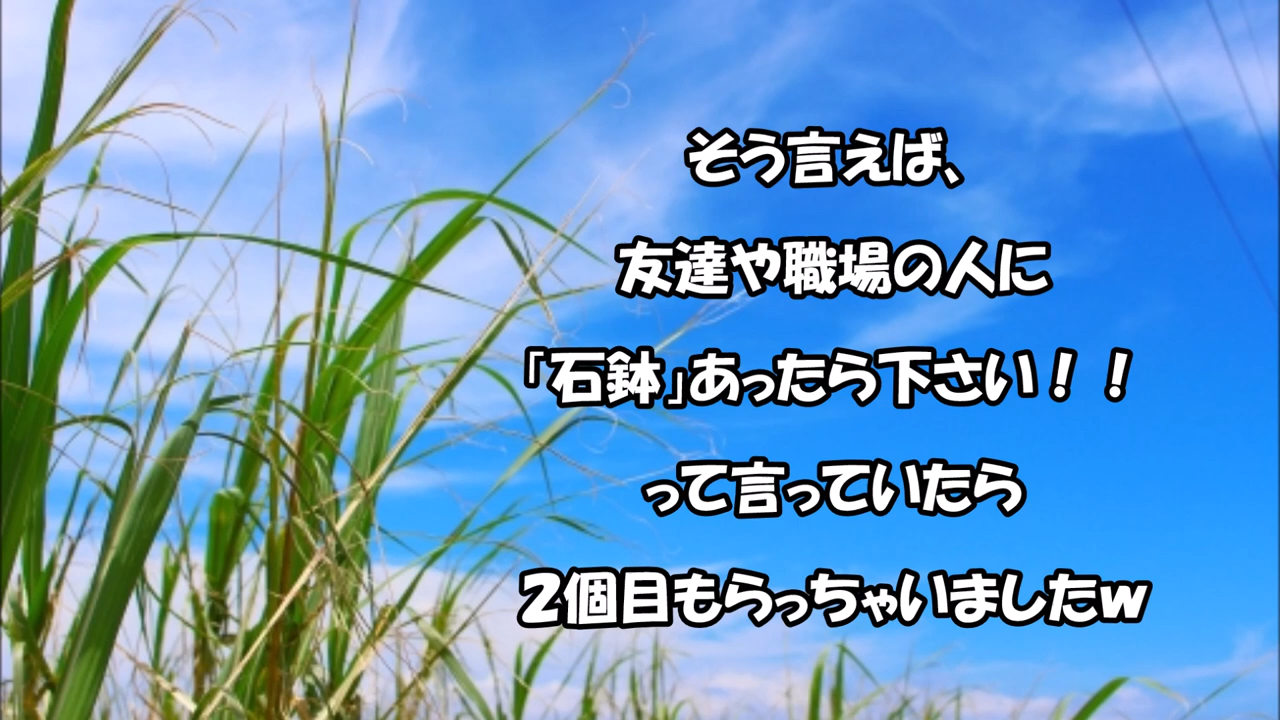 そう言えば、
友達や職場の人に
「石鉢」あったら下さい！！
って言っていたら
２個目もらっちゃいましたw